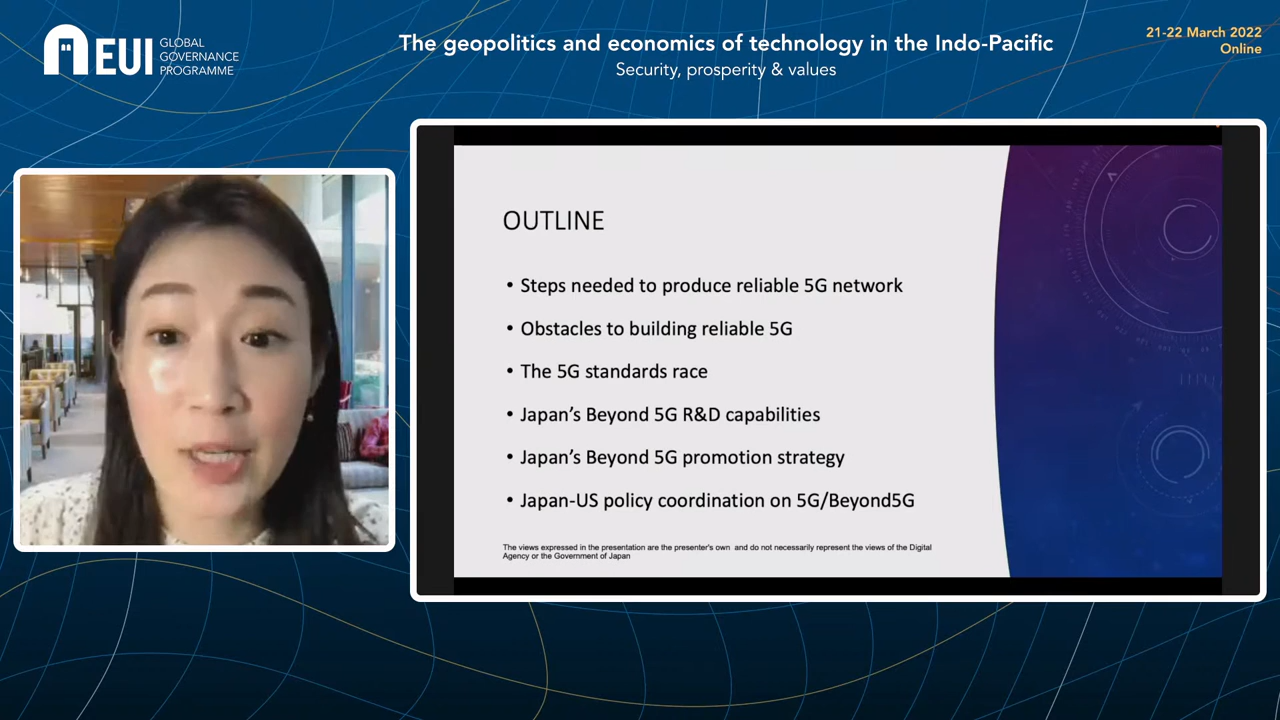 EUI
GLOBAL
GOVERNANCE
PROGRAMME
The geopolitics and economics of technology in the Indo-Pacific
Security, prosperity & values
21-22 March 2022
Online
OUTLINE
• Steps needed to produce reliable 5G network
• Obstacles to building reliable 5G
• The 5G standards race
• Japan's Beyond 5G R&D capabilities
• Japan's Beyond 5G promotion strategy
• Japan-US policy coordination on 5G/Beyond5G
The views expressed in the presentation are the presenter's own and do not necessarily represent the views of the Digital
Agency or the Government of Japan